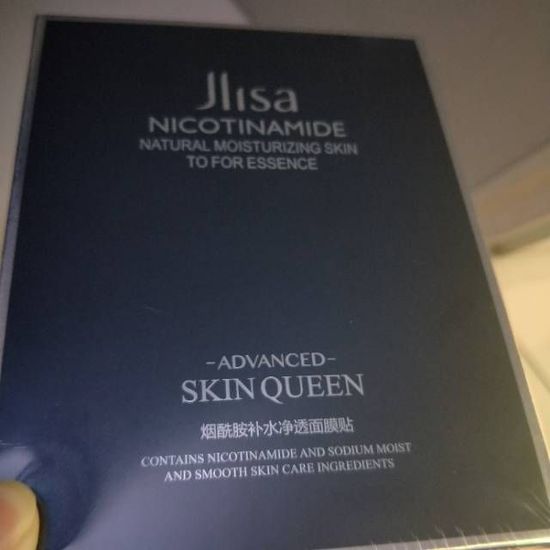 Jlisa
NICOTINAMIDE
NATURAL MOISTURIZING SKIN
TO FOR ESSENCE
-ADVANCED-
SKIN QUEEN
烟酰胺补水净透面膜贴
CONTAINS NICOTINAMIDE AND SODIUM MOIST
AND SMOOTH SKIN CARE INGREDIENTS